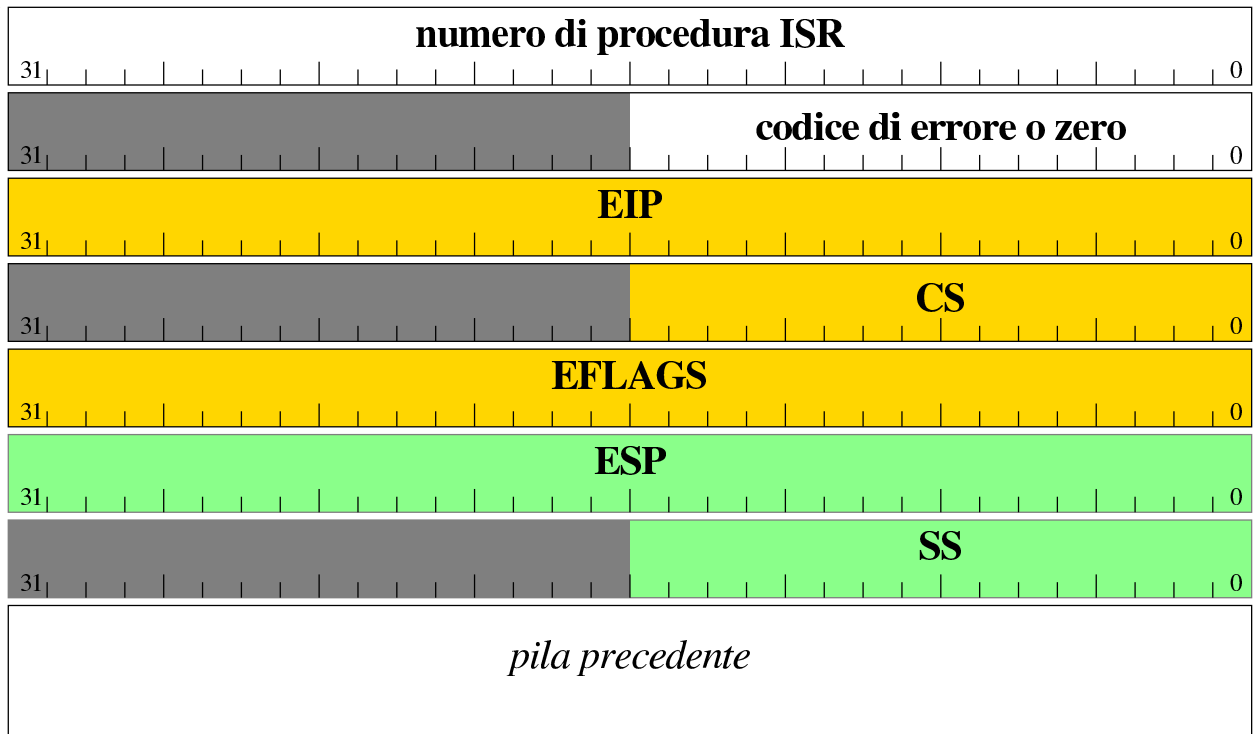 numero di procedura ISR
31 0
codice di errore o zero
31 0
EIP
31 0
CS
31 0
EFLAGS
31 0
ESP
31 0
SS
31 0
pila precedente